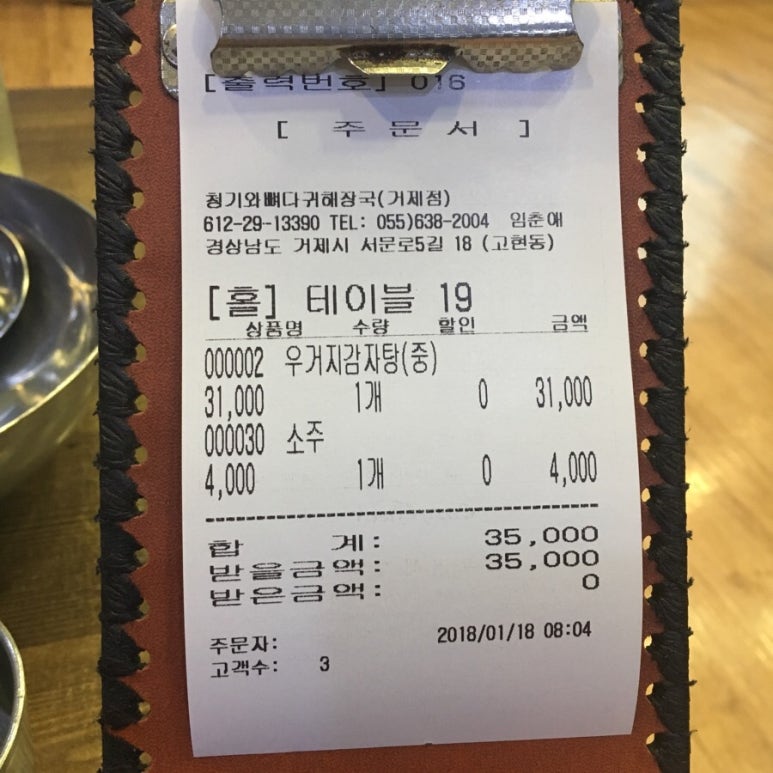 [출력번호] 016
[ 주 문 서 ]
청기와뼈다귀해장국(거제점)
612-29-13390 TEL: 055)638-2004 임춘애
경상남도 거제시 서문로5길 18 (고현동)
[홀] 테이블 19
상품명 수량 할인 금액
000002 우거지감자탕(중)
31,000 1개 0 31,000
000030 소주
4,000 1개 0 4,000
합 계: 35,000
받을금액: 35,000
받은금액: 0
주문자: 2018/01/18 08:04
고객수: 3